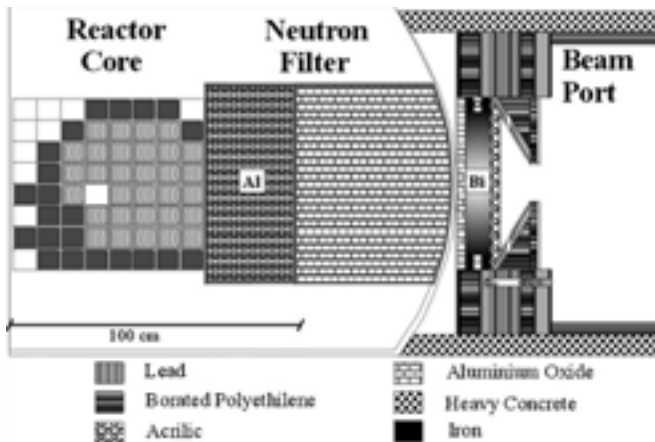 Reactor
Core
Neutron
Filter
Beam
Port
Al
Bi
100 cm
Lead
Borated Polyethilene
Acrilic
Aluminium Oxide
Heavy Concrete
Iron